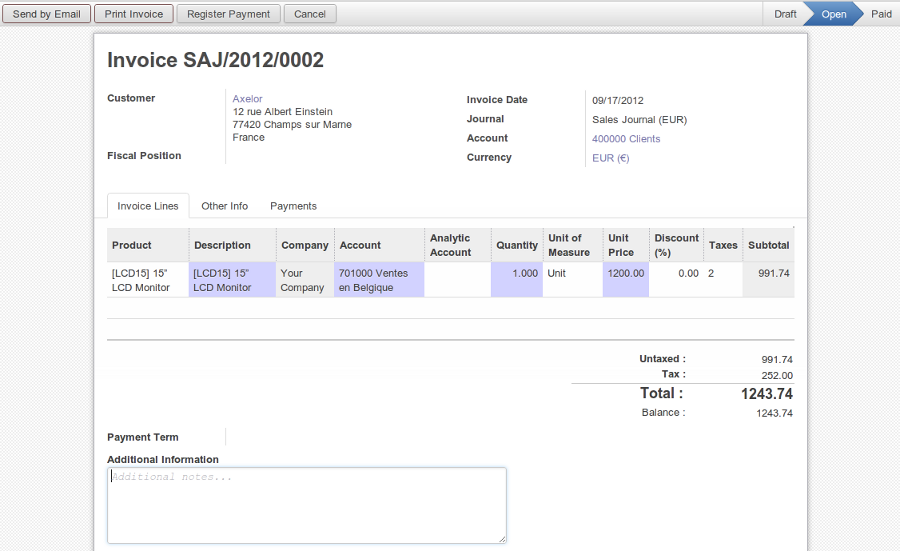 Send by Email Print Invoice Register Payment Cancel Draft Open Paid
Invoice SAJ/2012/0002
Customer Axelor
12 rue Albert Einstein
77420 Champs sur Marne
France
Fiscal Position
Invoice Date 09/17/2012
Journal Sales Journal (EUR)
Account 400000 Clients
Currency EUR (€)
Invoice Lines Other Info Payments
Product Description Company Account Analytic Account Quantity Unit of Measure Unit Price Discount (%) Taxes Subtotal
[LCD15] 15” LCD Monitor [LCD15] 15” LCD Monitor Your Company 701000 Ventes en Belgique 1.000 Unit 1200.00 0.00 2 991.74
Untaxed : 991.74
Tax : 252.00
Total : 1243.74
Balance : 1243.74
Payment Term
Additional Information
Additional notes...